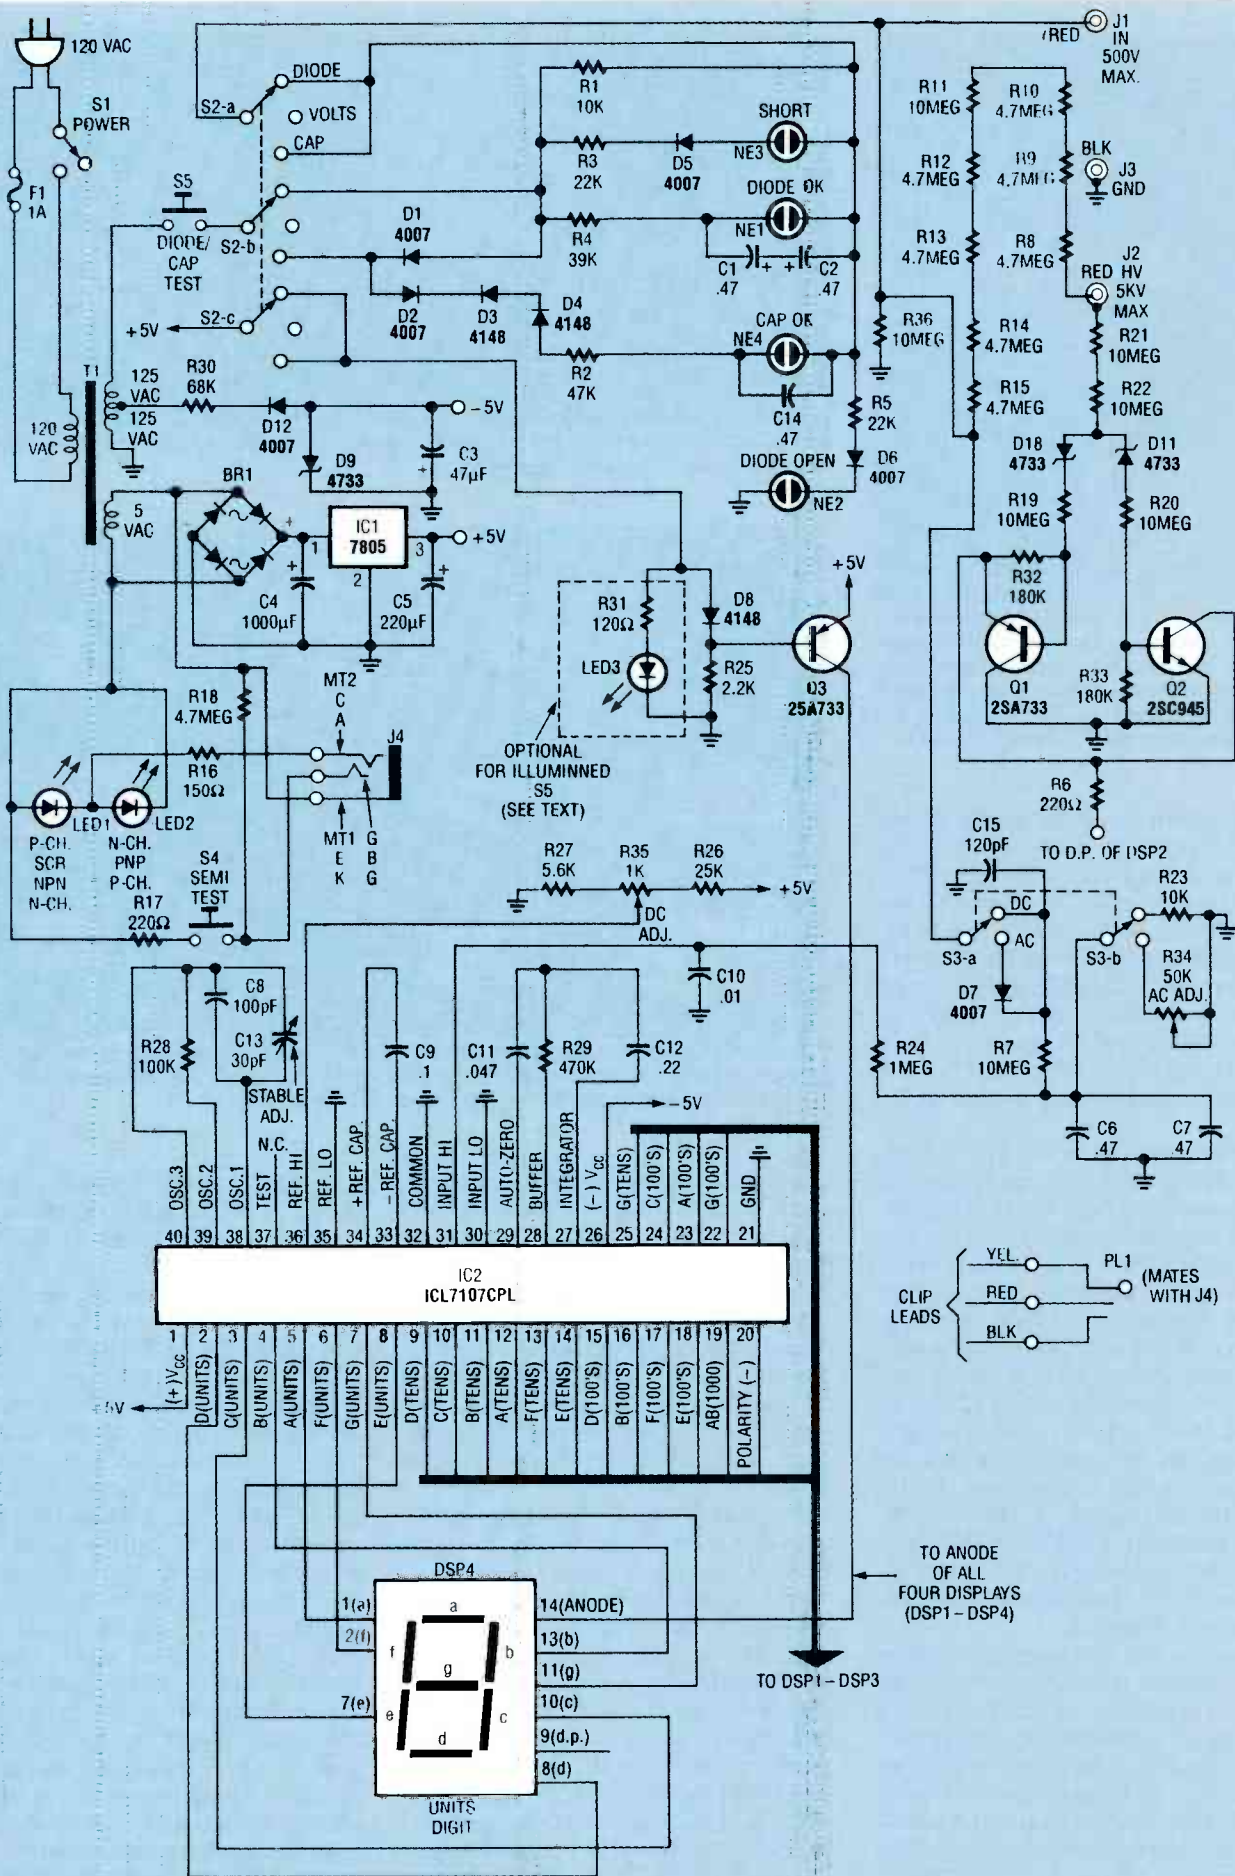 120 VAC
S1
POWER
F1
1A
S5
DIODE/
CAP
TEST
S2-a
DIODE
VOLTS
CAP
S2-b
S2-c
+5V
R1
10K
R3
22K
D5
4007
SHORT
NE3
DIODE OK
NE1
R4
39K
C1
.47
+
+
C2
.47
D1
4007
D2
4007
D3
4148
D4
4148
R2
47K
CAP OK
NE4
C14
.47
R36
10MEG
R5
22K
D6
4007
DIODE OPEN
NE2
RED
J1
IN
500V
MAX.
R11
10MEG
R10
4.7MEG
BLK
J3
GND
R12
4.7MEG
R9
4.7MEG
R13
4.7MEG
R8
4.7MEG
J2
RED HV
5KV
MAX
R14
4.7MEG
R21
10MEG
R15
4.7MEG
R22
10MEG
D18
4733
D11
4733
R19
10MEG
R20
10MEG
R32
180K
Q1
2SA733
R33
180K
Q2
2SC945
R6
220Ω
TO D.P. OF DSP2
T1
120
VAC
125
VAC
125
VAC
R30
68K
D12
4007
-5V
D9
4733
C3
47µF
+
5
VAC
BR1
+
1
IC1
7805
3
+5V
2
+
C4
1000µF
+
C5
220µF
R18
4.7MEG
MT2
C
A
J4
R16
150Ω
MT1
E
K
G
B
G
LED1
LED2
P-CH.
SCR
NPN
N-CH.
N-CH.
PNP
P-CH.
R17
220Ω
S4
SEMI
TEST
R31
120Ω
LED3
D8
4148
R25
2.2K
+5V
Q3
25A733
OPTIONAL
FOR ILLUMINNED
S5
(SEE TEXT)
R27
5.6K
R35
1K
R26
25K
+5V
DC
ADJ.
C15
120pF
S3-a
DC
AC
D7
4007
S3-b
R23
10K
R34
50K
AC ADJ.
R24
1MEG
R7
10MEG
C6
.47
C7
.47
C10
.01
R28
100K
C8
100pF
C13
30pF
STABLE
ADJ.
N.C.
C9
.1
C11
.047
R29
470K
C12
.22
-5V
OSC.3
OSC.2
OSC.1
TEST
REF. HI
REF. LO
+REF. CAP.
-REF. CAP.
COMMON
INPUT HI
INPUT LO
AUTO-ZERO
BUFFER
INTEGRATOR
(-) VCC
G(TENS)
C(100'S)
A(100'S)
G(100'S)
GND
40 39 38 37 36 35 34 33 32 31 30 29 28 27 26 25 24 23 22 21
IC2
ICL7107CPL
1 2 3 4 5 6 7 8 9 10 11 12 13 14 15 16 17 18 19 20
(+)VCC
D(UNITS)
C(UNITS)
B(UNITS)
A(UNITS)
F(UNITS)
G(UNITS)
E(UNITS)
D(TENS)
C(TENS)
B(TENS)
A(TENS)
F(TENS)
E(TENS)
D(100'S)
B(100'S)
F(100'S)
E(100'S)
AB(1000)
POLARITY (-)
5V
CLIP
LEADS
YEL.
RED
BLK
PL1
(MATES
WITH J4)
DSP4
1(a)
2(f)
7(e)
a
f
b
g
e
c
d
14(ANODE)
13(b)
11(g)
10(c)
9(d.p.)
8(d)
UNITS
DIGIT
TO ANODE
OF ALL
FOUR DISPLAYS
(DSP1-DSP4)
TO DSP1-DSP3